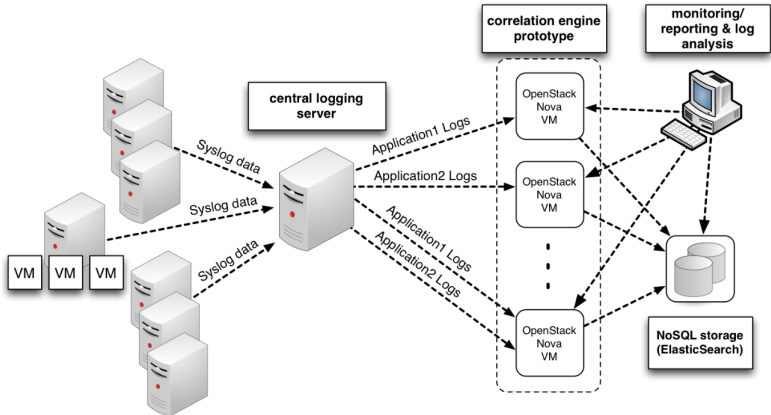 correlation engine
prototype
monitoring/
reporting & log
analysis
central logging
server
OpenStack
Nova
VM
Application1 Logs
Syslog data
Application2 Logs
OpenStack
Nova
VM
Syslog data
Application1 Logs
Application2 Logs
Syslog data
VM
VM
VM
OpenStack
Nova
VM
NoSQL storage
(ElasticSearch)